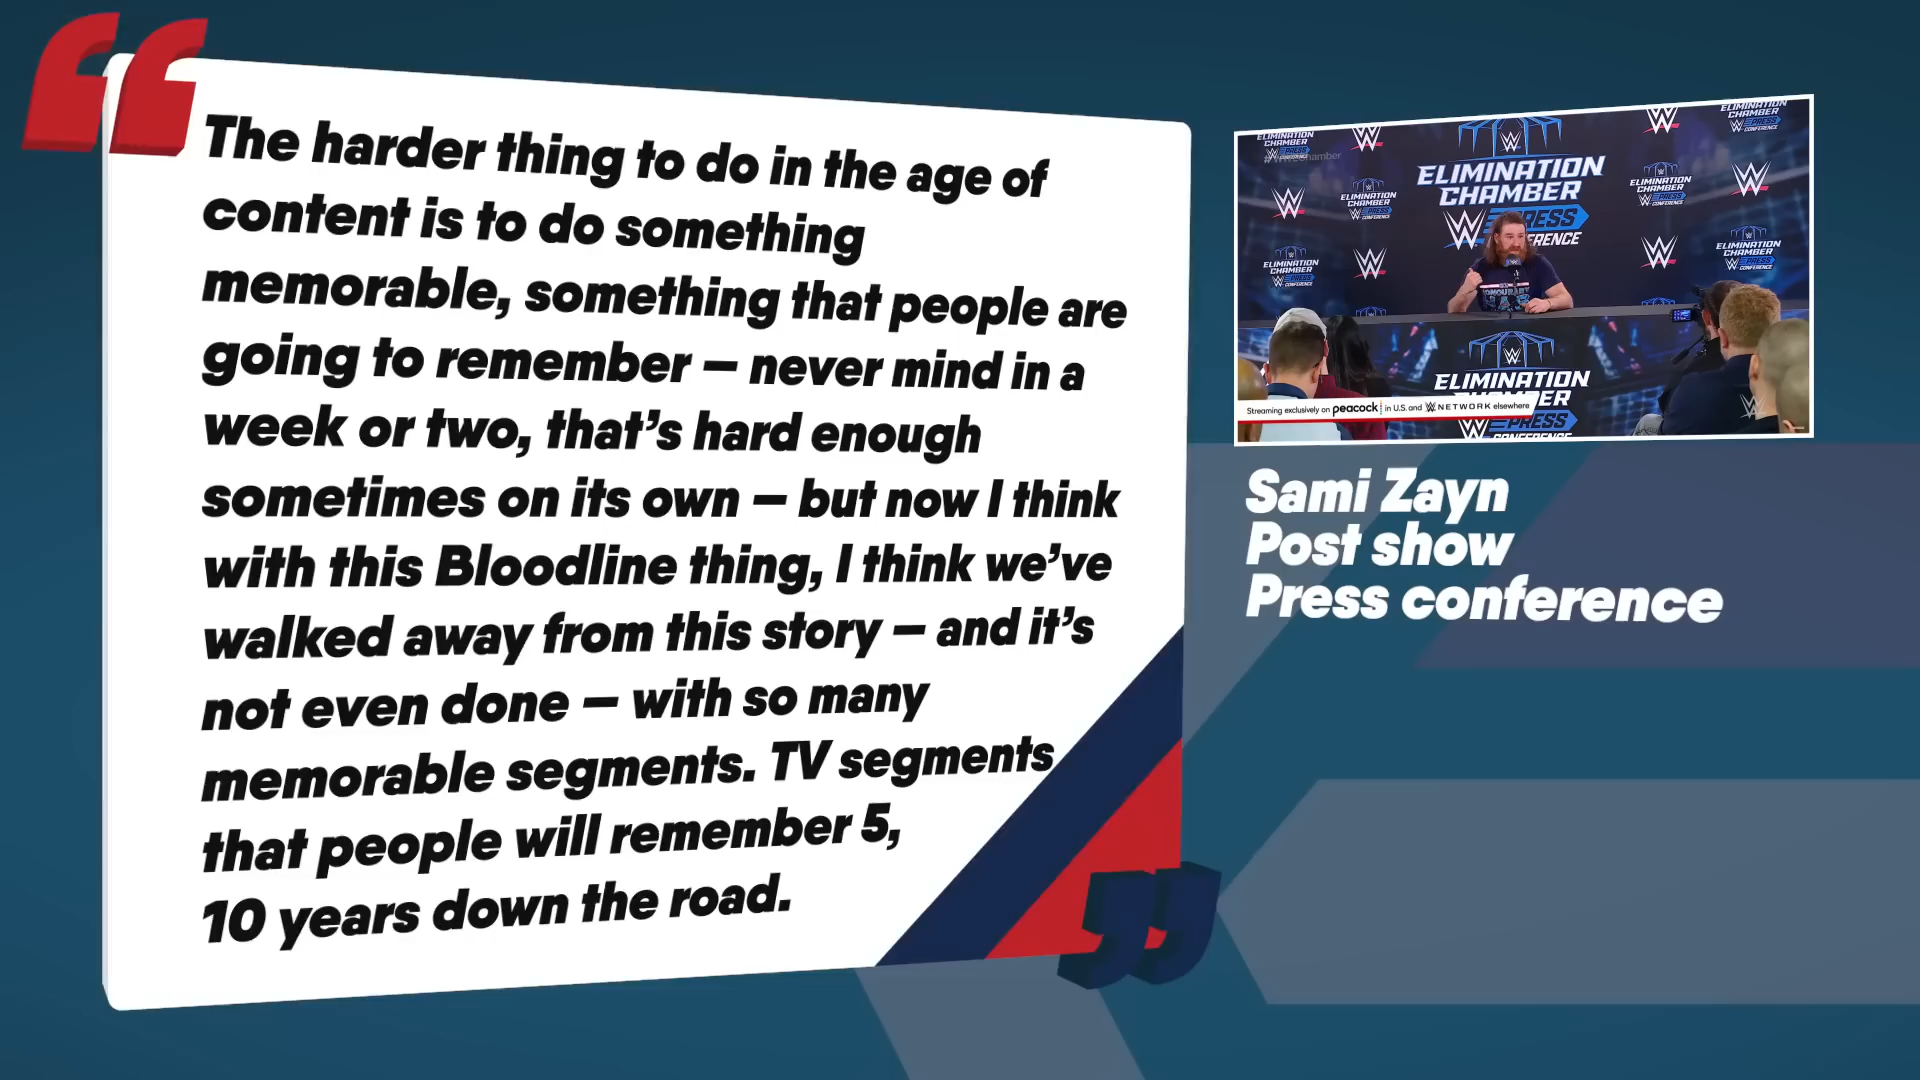 The harder thing to do in the age of
content is to do something
memorable, something that people are
going to remember – never mind in a
week or two, that's hard enough
sometimes on its own – but now I think
with this Bloodline thing, I think we've
walked away from this story – and it's
not even done – with so many
memorable segments. TV segments
that people will remember 5,
10 years down the road.
ELIMINATION
CHAMBER
PRESS
CONFERENCE
ELIMINATION
CHAMBER
PRESS
CONFERENCE
Streaming exclusively on peacock in U.S. and NETWORK elsewhere
Sami Zayn
Post show
Press conference